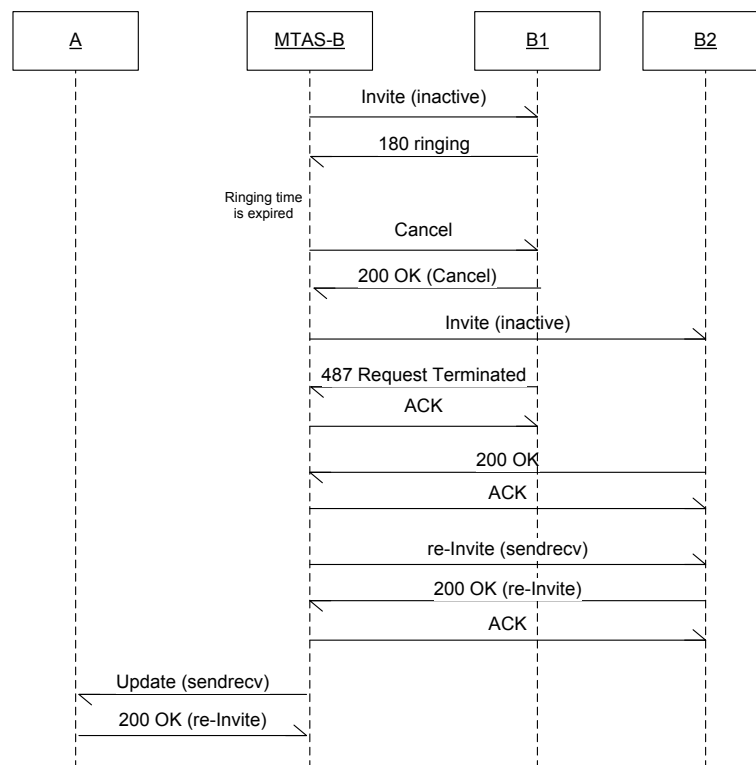 A
MTAS-B
B1
B2
Invite (inactive)
180 ringing
Ringing time
is expired
Cancel
200 OK (Cancel)
Invite (inactive)
487 Request Terminated
ACK
200 OK
ACK
re-Invite (sendrecv)
200 OK (re-Invite)
ACK
Update (sendrecv)
200 OK (re-Invite)